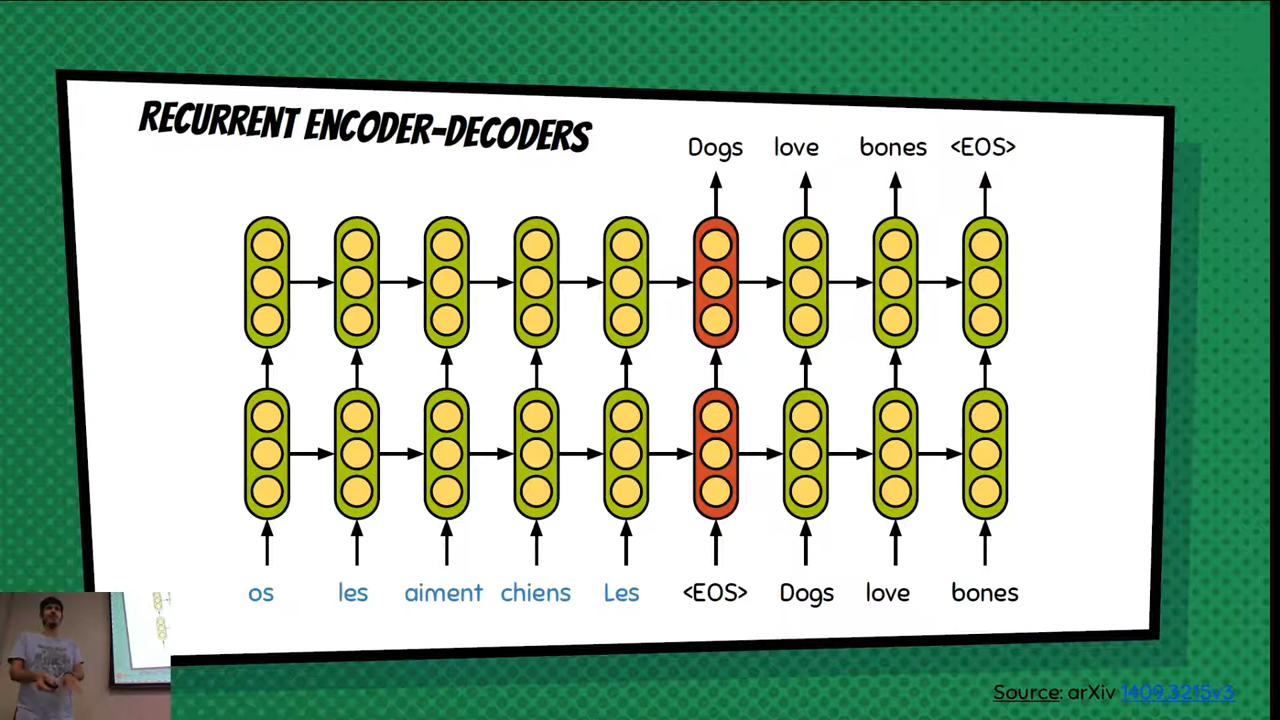 RECURRENT ENCODER-DECODERS
Dogs love bones <EOS>
os les aiment chiens Les <EOS> Dogs love bones
Source: arXiv 1409.3215v3